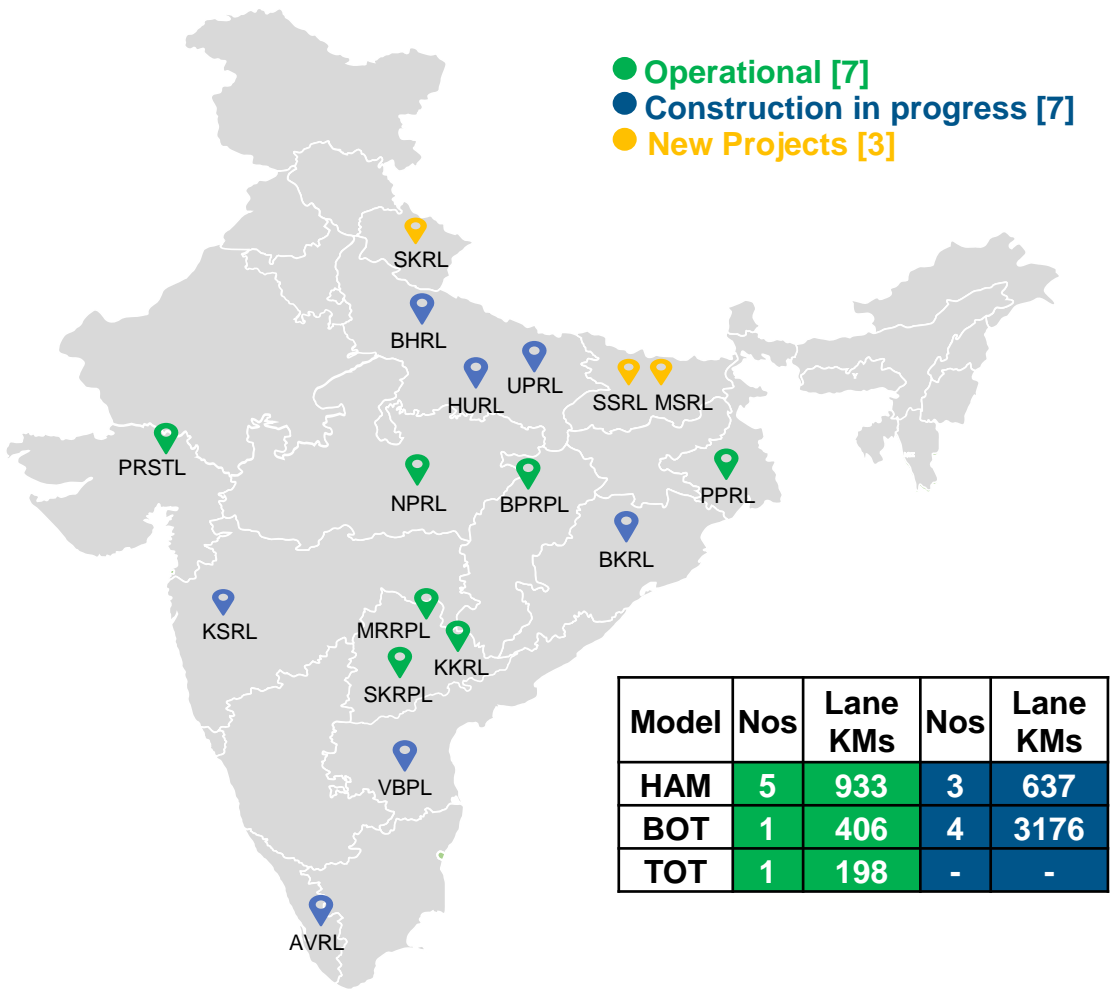 Operational [7]
Construction in progress [7]
New Projects [3]
SKRL
BHRL
UPRL
HURL
SSRL MSRL
PRSTL
NPRL
BPRPL
PPRL
BKRL
KSRL
MRRPL
KKRL
SKRPL
VBPL
AVRL
Model Nos Lane KMs Nos Lane KMs
HAM 5 933 3 637
BOT 1 406 4 3176
TOT 1 198 - -